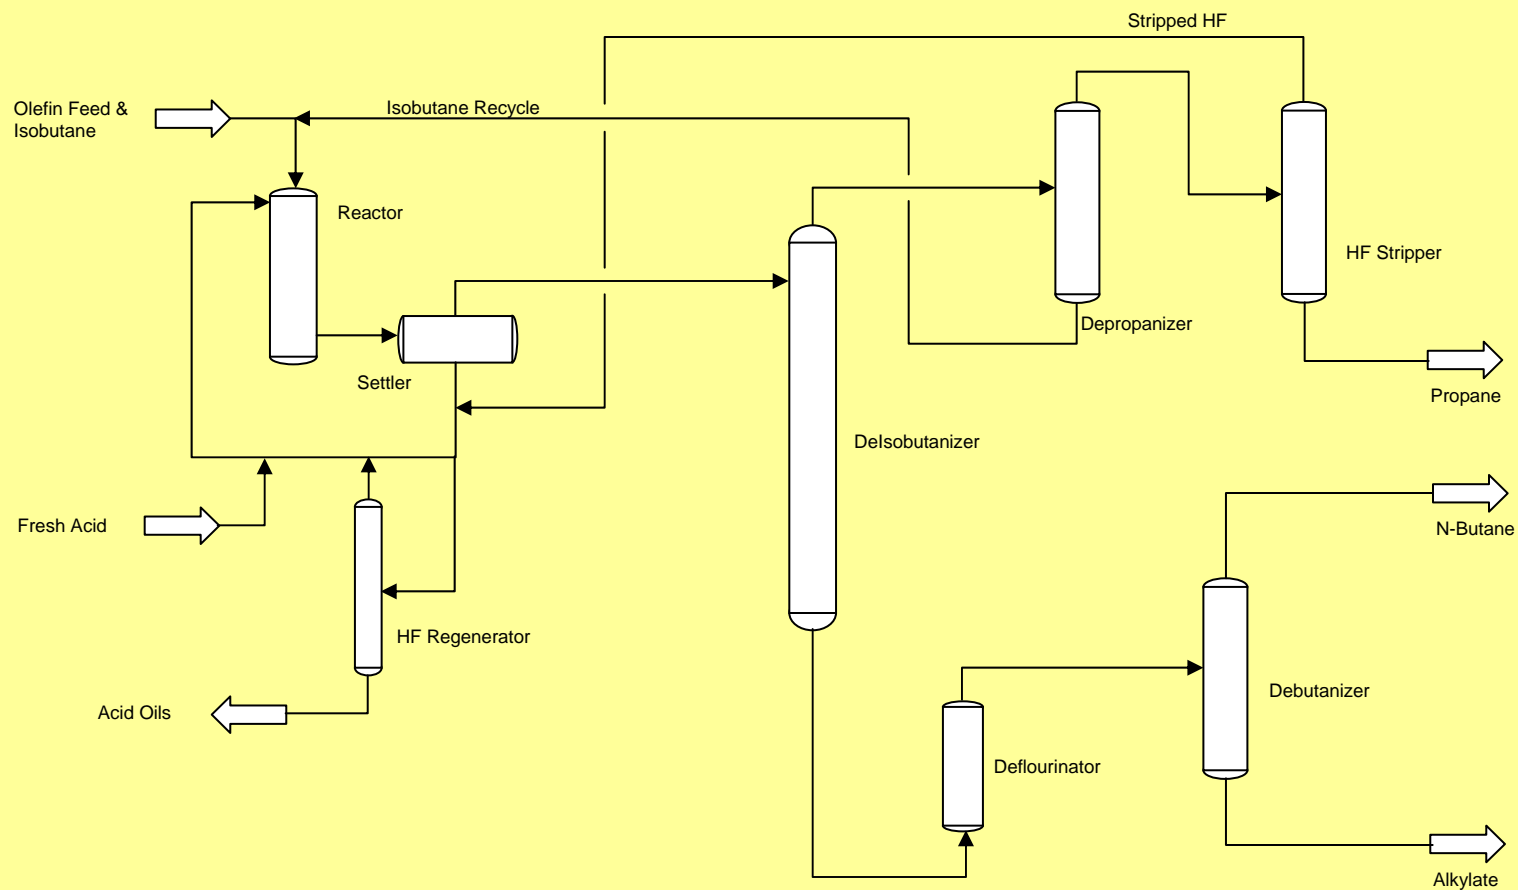 Stripped HF
Olefin Feed &
Isobutane
Isobutane Recycle
Reactor
HF Stripper
Depropanizer
Settler
Propane
DeIsobutanizer
Fresh Acid
N-Butane
HF Regenerator
Debutanizer
Acid Oils
Deflourinator
Alkylate